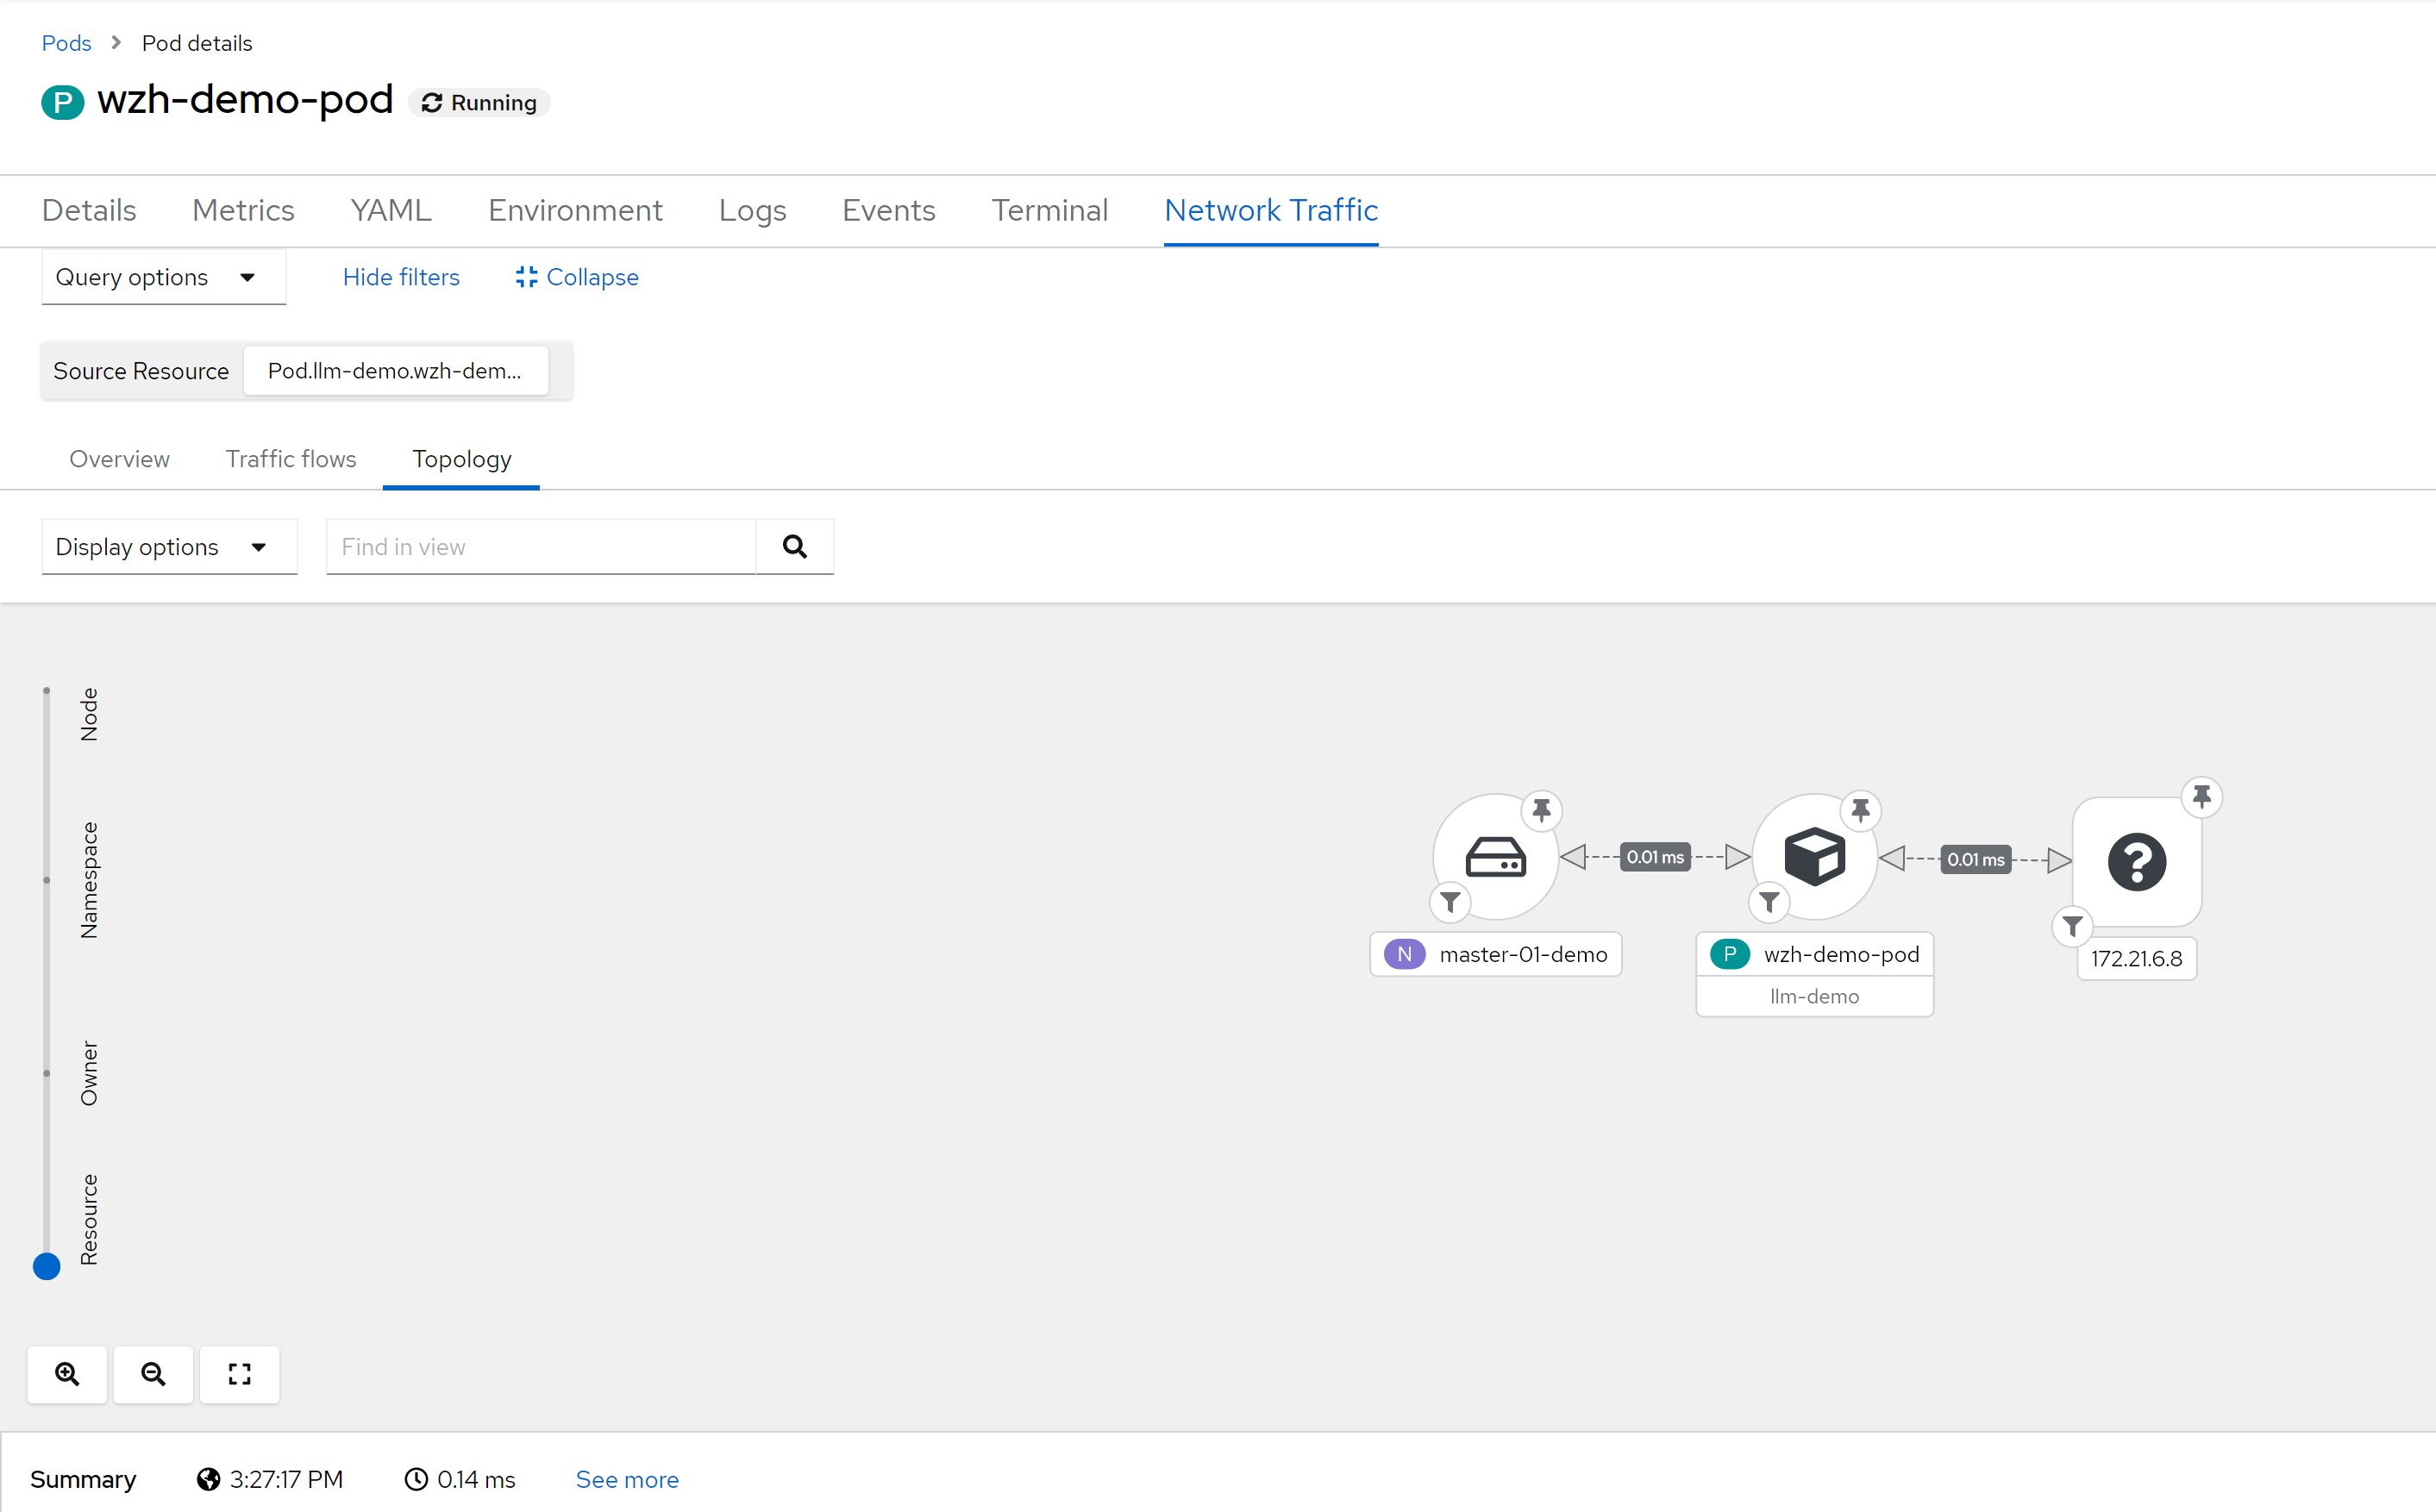 Pods Pod details
P wzh-demo-pod Running
Details Metrics YAML Environment Logs Events Terminal Network Traffic
Query options Hide filters Collapse
Source Resource Pod.llm-demo.wzh-dem...
Overview Traffic flows Topology
Display options Find in view
Node
Namespace
Owner
Resource
0.01 ms 0.01 ms
N master-01-demo P wzh-demo-pod 172.21.6.8
llm-demo
Summary 3:27:17 PM 0.14 ms See more